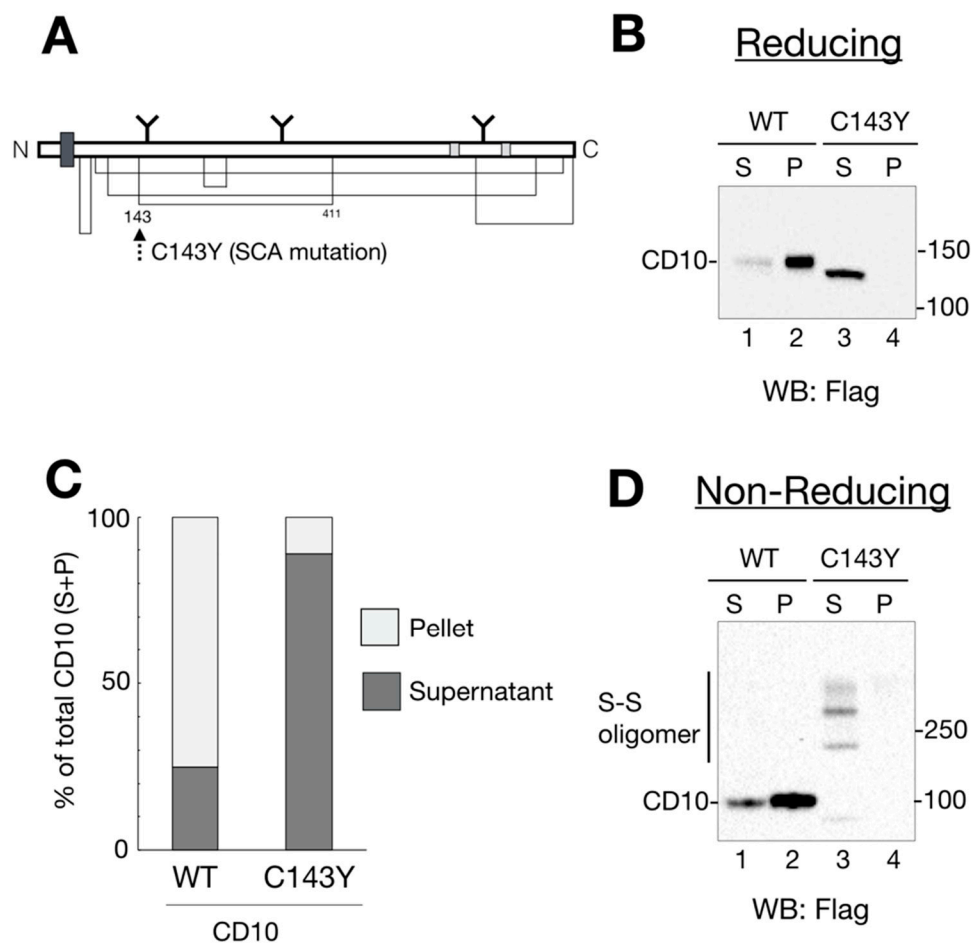 A
N
C
143
411
C143Y (SCA mutation)
B
Reducing
WT C143Y
S P S P
CD10-
-150
-100
1 2 3 4
WB: Flag
C
% of total CD10 (S+P)
100
50
0
Pellet
Supernatant
WT C143Y
CD10
D
Non-Reducing
WT C143Y
S P S P
S-S
oligomer
-250
CD10-
-100
1 2 3 4
WB: Flag